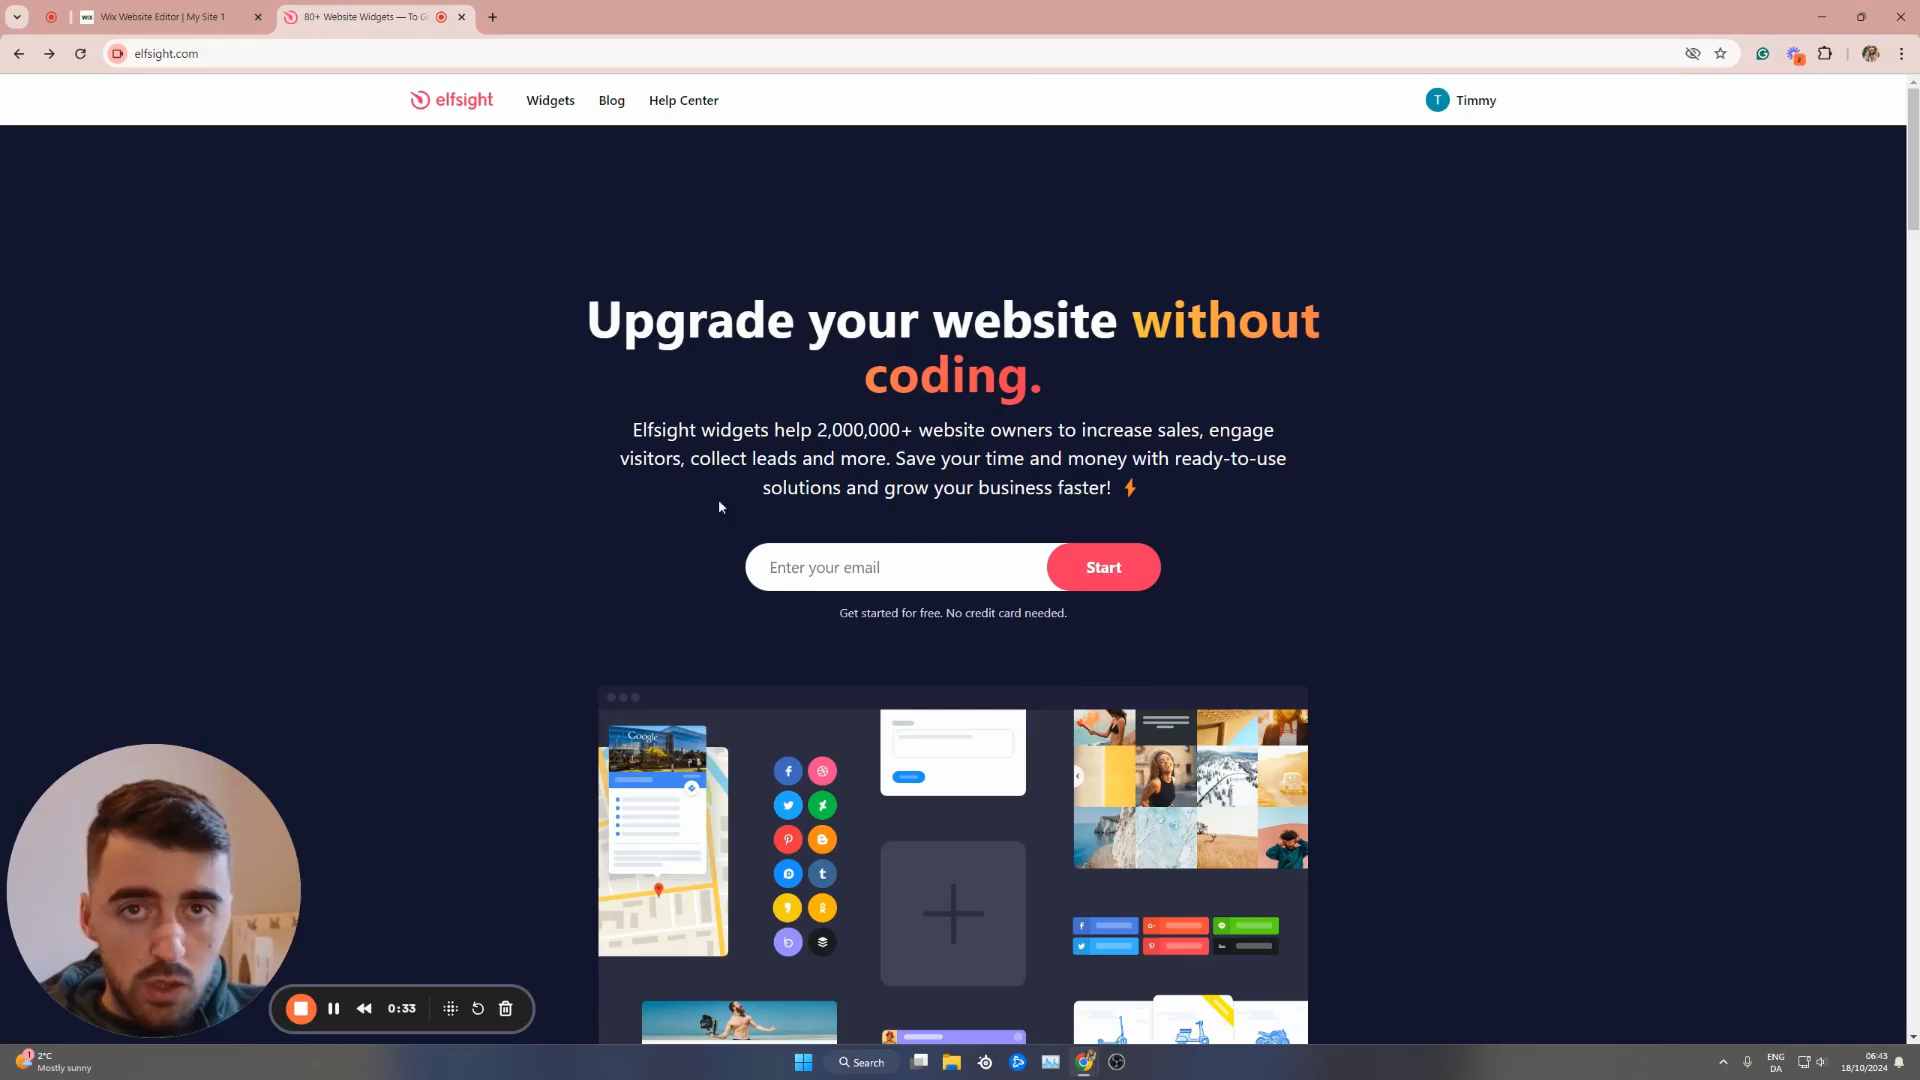 WIX Wix Website Editor | My Site 1
80+ Website Widgets — To Gr
elfsight.com
elfsight Widgets Blog Help Center T Timmy
Upgrade your website without
coding.
Elfsight widgets help 2,000,000+ website owners to increase sales, engage
visitors, collect leads and more. Save your time and money with ready-to-use
solutions and grow your business faster!
Enter your email Start
Get started for free. No credit card needed.
Google
0:33
1 2°C
Mostly sunny
Search
ENG
DA
06:43
18/10/2024